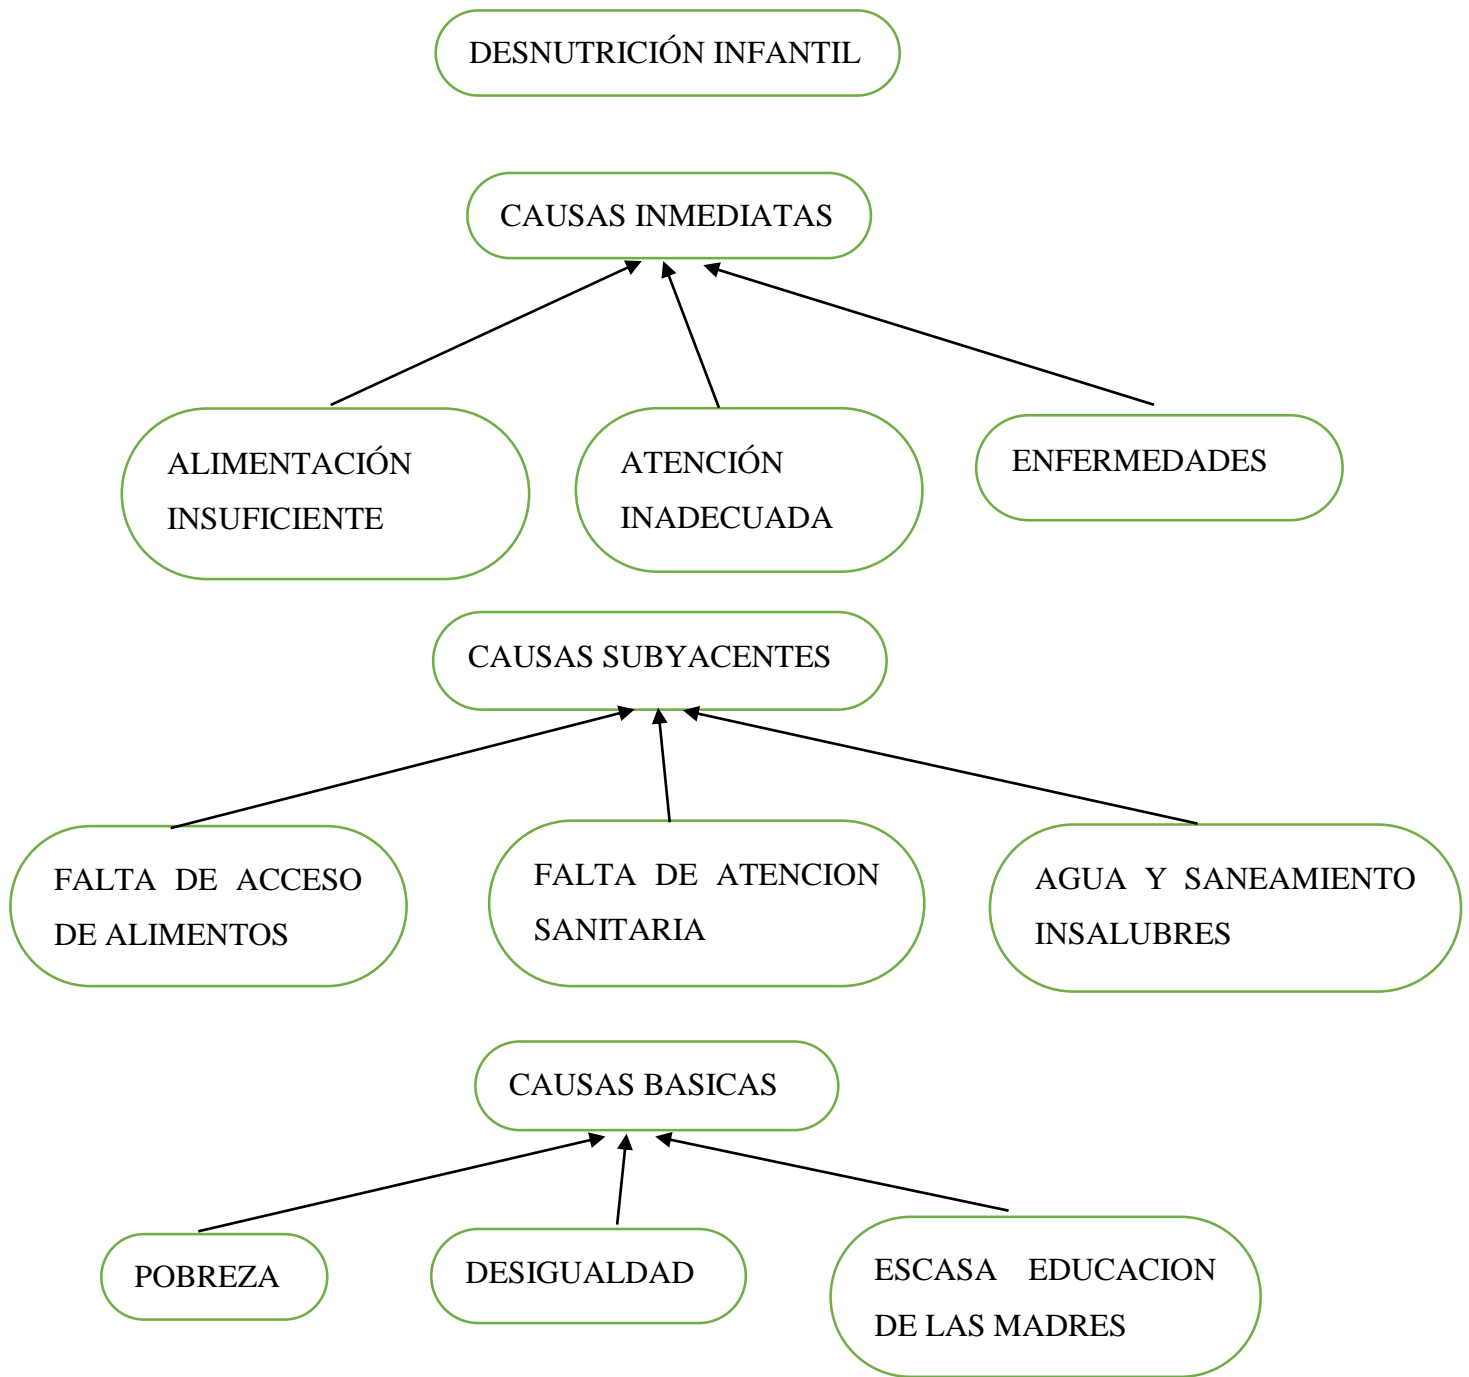 DESNUTRICIÓN INFANTIL
CAUSAS INMEDIATAS
ALIMENTACIÓN
INSUFICIENTE
ATENCIÓN
INADECUADA
ENFERMEDADES
CAUSAS SUBYACENTES
FALTA DE ACCESO
DE ALIMENTOS
FALTA DE ATENCION
SANITARIA
AGUA Y SANEAMIENTO
INSALUBRES
CAUSAS BASICAS
POBREZA
DESIGUALDAD
ESCASA EDUCACION
DE LAS MADRES